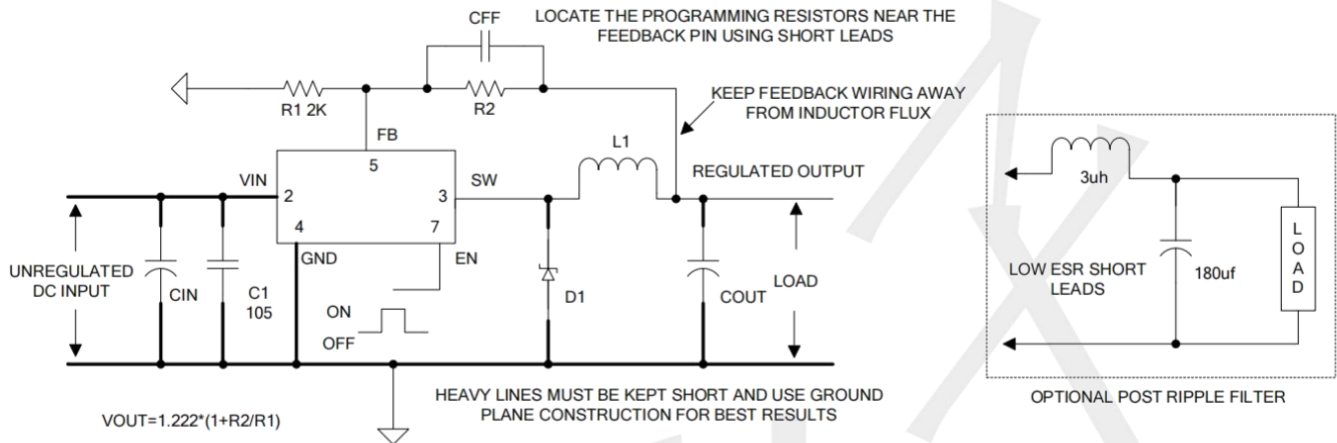 CFF
LOCATE THE PROGRAMMING RESISTORS NEAR THE
FEEDBACK PIN USING SHORT LEADS
R1 2K
R2
KEEP FEEDBACK WIRING AWAY
FROM INDUCTOR FLUX
FB
5
L1
VIN
SW
REGULATED OUTPUT
2
3
4
7
GND
EN
UNREGULATED
DC INPUT
CIN
C1
105
ON
OFF
D1
COUT
LOAD
HEAVY LINES MUST BE KEPT SHORT AND USE GROUND
PLANE CONSTRUCTION FOR BEST RESULTS
VOUT=1.222*(1+R2/R1)
3uh
LOW ESR SHORT
LEADS
180uf
LOAD
OPTIONAL POST RIPPLE FILTER